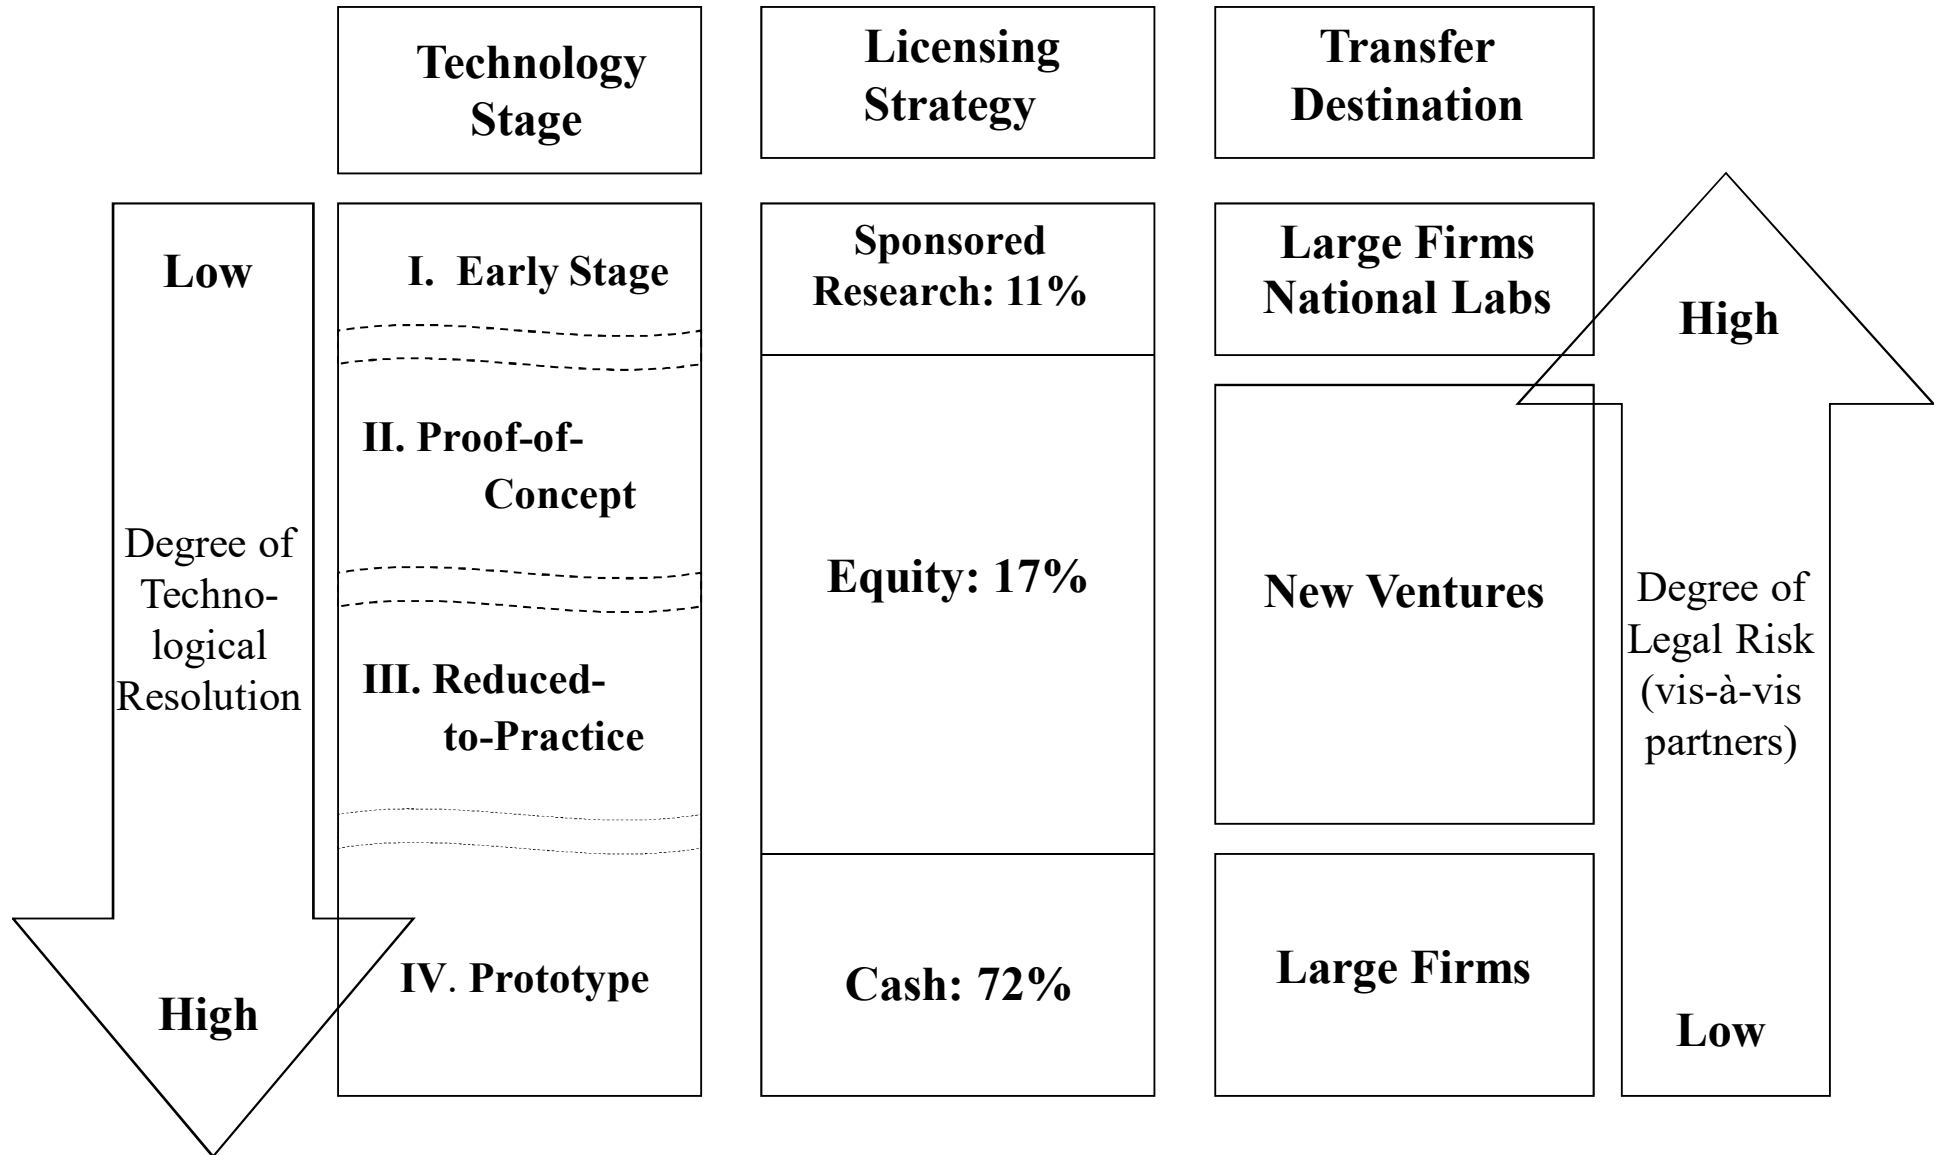 Technology
Stage
Licensing
Strategy
Transfer
Destination
Low
Degree of
Techno-
logical
Resolution
High
I. Early Stage
II. Proof-of-
Concept
III. Reduced-
to-Practice
IV. Prototype
Sponsored
Research: 11%
Equity: 17%
Cash: 72%
Large Firms
National Labs
New Ventures
Large Firms
High
Degree of
Legal Risk
(vis-à-vis
partners)
Low